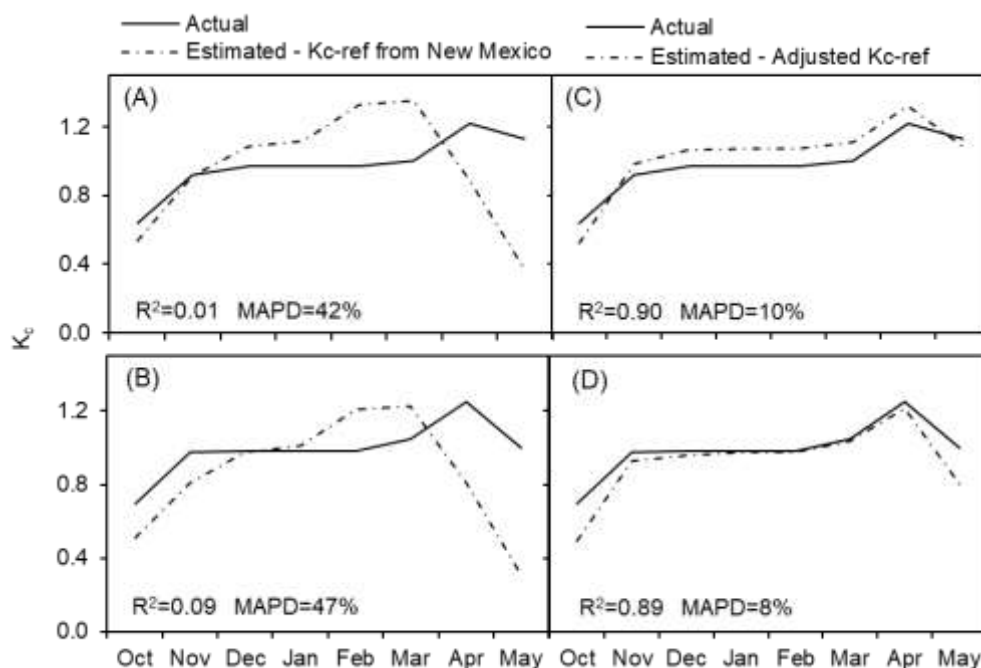 Actual
Estimated - Kc-ref from New Mexico
Actual
Estimated - Adjusted Kc-ref
(A)
1.2
0.8
0.4
0.0
R²=0.01 MAPD=42%
(C)
R²=0.90 MAPD=10%
Kc
(B)
1.2
0.8
0.4
0.0
R²=0.09 MAPD=47%
(D)
R²=0.89 MAPD=8%
Oct Nov Dec Jan Feb Mar Apr May
Oct Nov Dec Jan Feb Mar Apr May